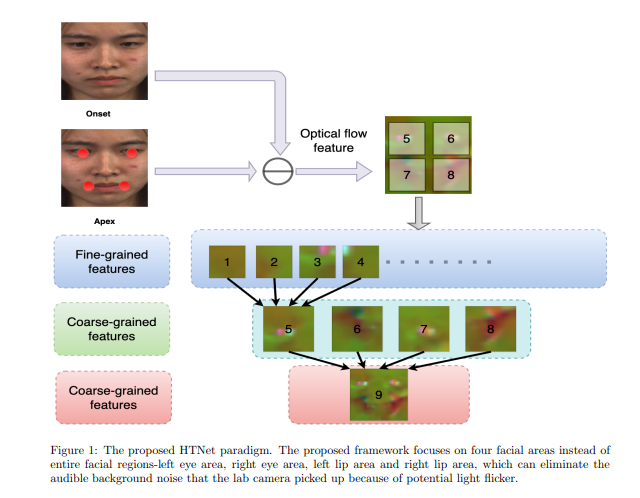 Onset
Optical flow
feature
5 6
7 8
Apex
Fine-grained
features
1 2 3 4
Coarse-grained
features
5 6 7 8
Coarse-grained
features
9
Figure 1: The proposed HTNet paradigm. The proposed framework focuses on four facial areas instead of
entire facial regions-left eye area, right eye area, left lip area and right lip area, which can eliminate the
audible background noise that the lab camera picked up because of potential light flicker.